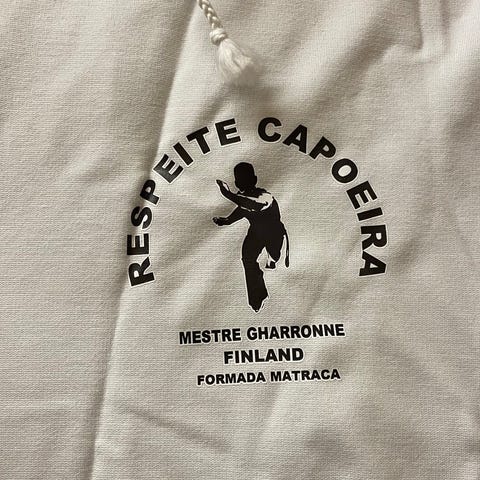 RESPEITE CAPOEIRA
MESTRE GHARRONNE
FINLAND
FORMADA MATRACA